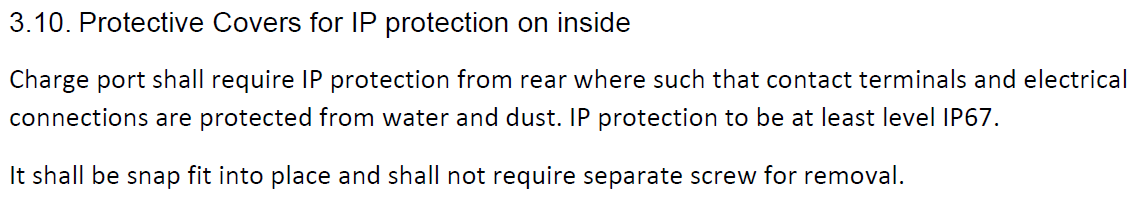 3.10. Protective Covers for IP protection on inside
Charge port shall require IP protection from rear where such that contact terminals and electrical
connections are protected from water and dust. IP protection to be at least level IP67.
It shall be snap fit into place and shall not require separate screw for removal.